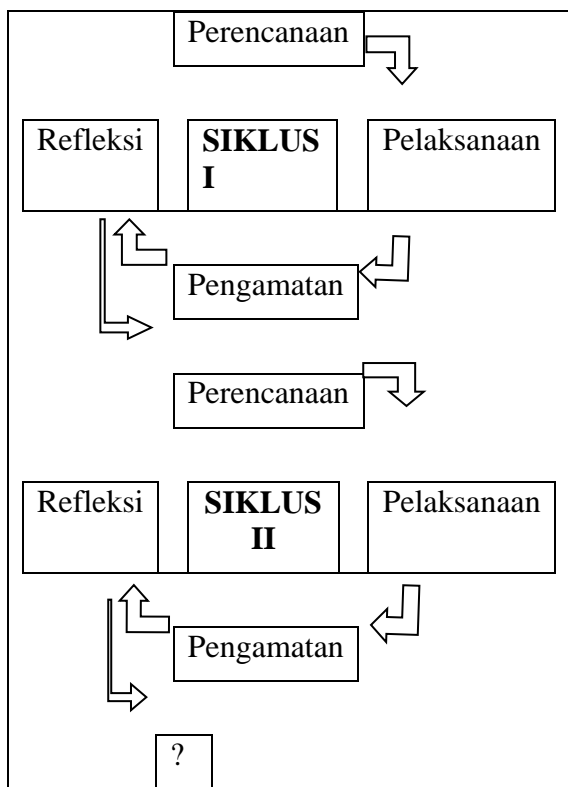 Perencanaan
Refleksi
SIKLUS
I
Pelaksanaan
Pengamatan
Perencanaan
Refleksi
SIKLUS
II
Pelaksanaan
Pengamatan
?